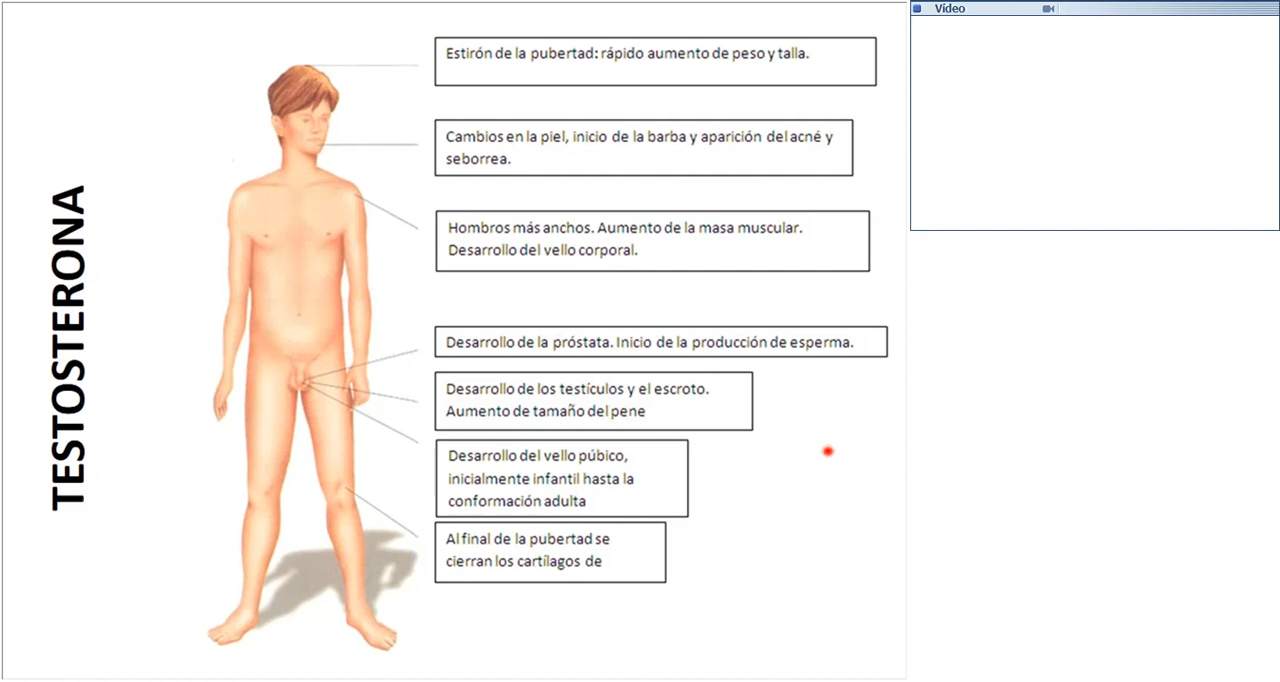 Vídeo
TESTOSTERONA
Estirón de la pubertad: rápido aumento de peso y talla.
Cambios en la piel, inicio de la barba y aparición del acné y
seborrea.
Hombros más anchos. Aumento de la masa muscular.
Desarrollo del vello corporal.
Desarrollo de la próstata. Inicio de la producción de esperma.
Desarrollo de los testículos y el escroto.
Aumento de tamaño del pene
Desarrollo del vello púbico,
inicialmente infantil hasta la
conformación adulta
Al final de la pubertad se
cierran los cartílagos de